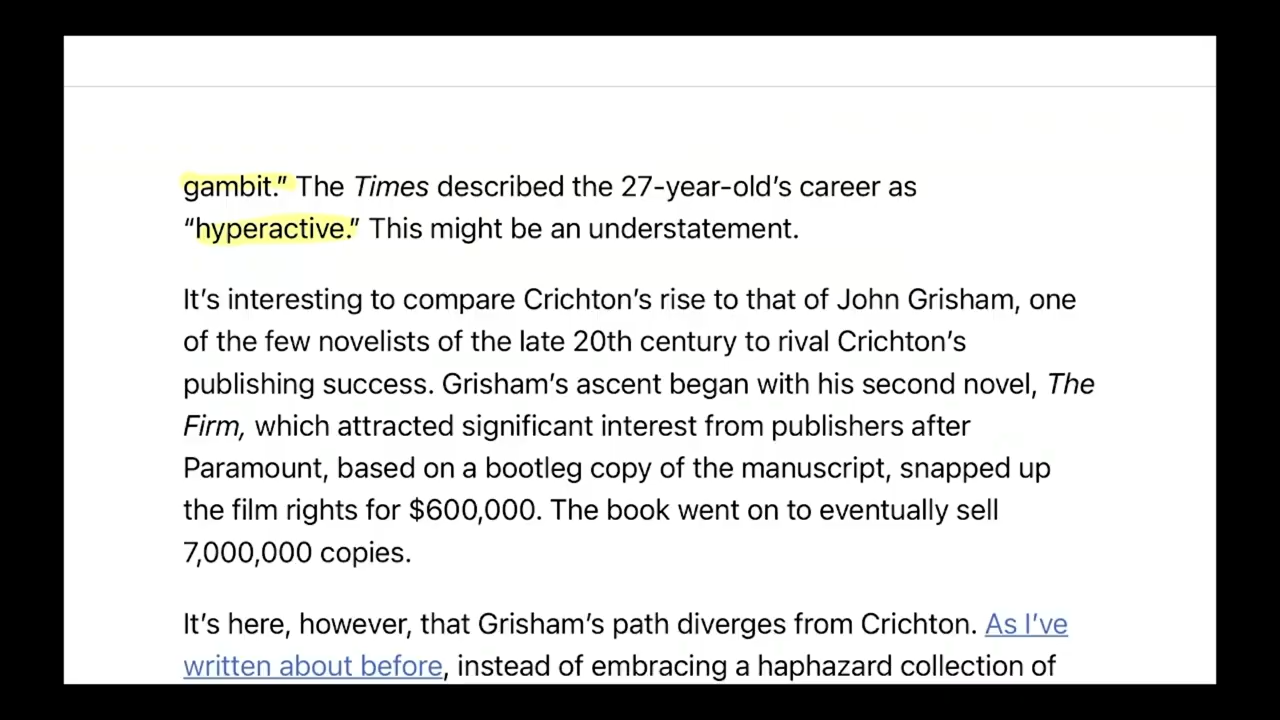 gambit.” The Times described the 27-year-old’s career as
“hyperactive.” This might be an understatement.
It’s interesting to compare Crichton’s rise to that of John Grisham, one
of the few novelists of the late 20th century to rival Crichton’s
publishing success. Grisham’s ascent began with his second novel, The
Firm, which attracted significant interest from publishers after
Paramount, based on a bootleg copy of the manuscript, snapped up
the film rights for $600,000. The book went on to eventually sell
7,000,000 copies.
It’s here, however, that Grisham’s path diverges from Crichton. As I’ve
written about before, instead of embracing a haphazard collection of